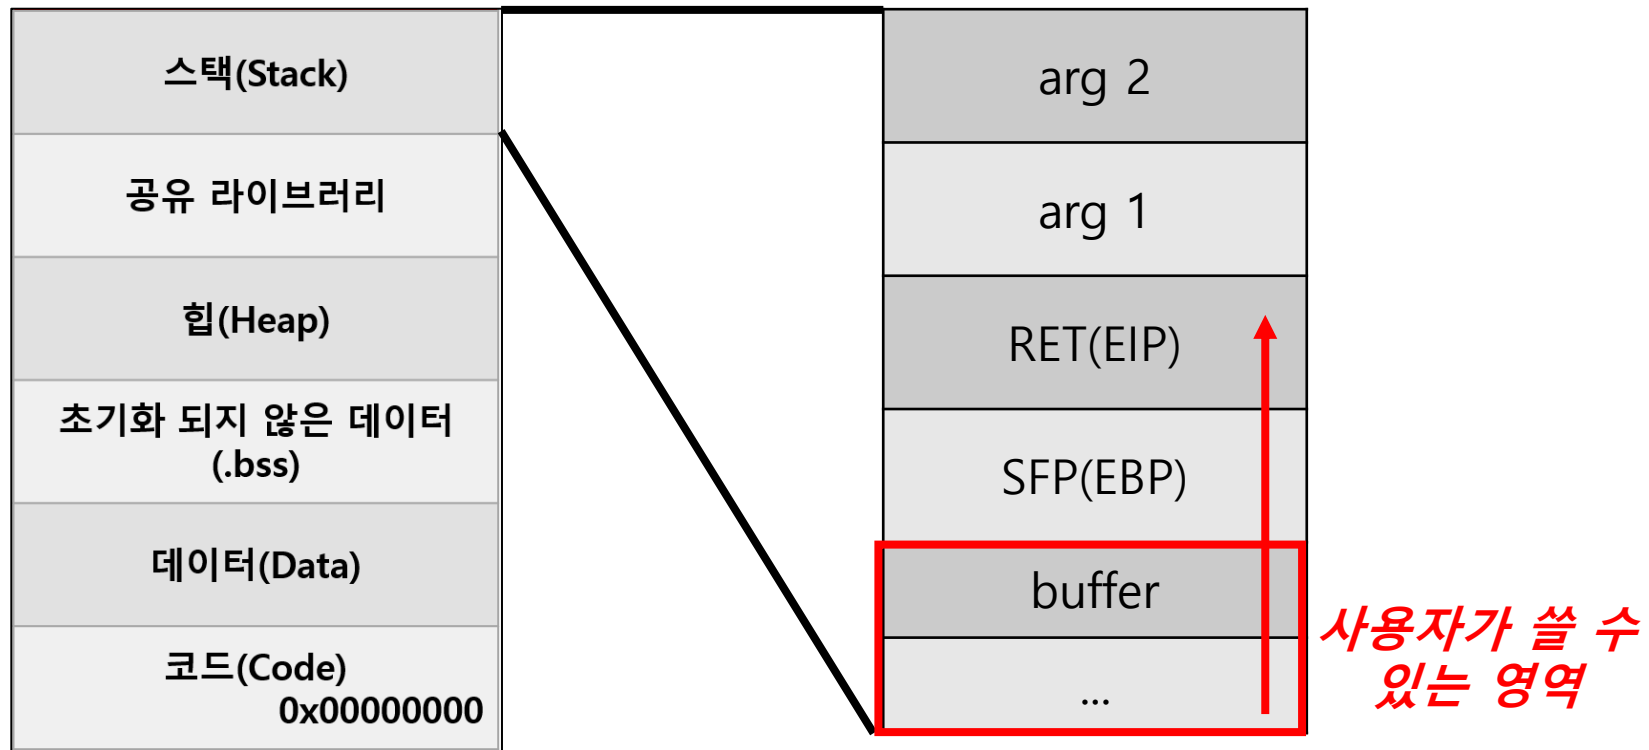 스택(Stack)
공유 라이브러리
힙(Heap)
초기화 되지 않은 데이터
(.bss)
데이터(Data)
코드(Code)
0x00000000
arg 2
arg 1
RET(EIP)
SFP(EBP)
buffer
...
사용자가 쓸 수
있는 영역